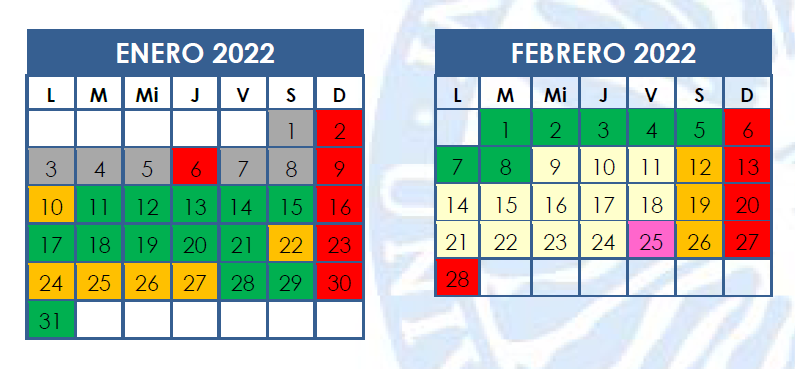 ENERO 2022
L M Mi J V S D
1 2
3 4 5 6 7 8 9
10 11 12 13 14 15 16
17 18 19 20 21 22 23
24 25 26 27 28 29 30
31
FEBRERO 2022
L M Mi J V S D
1 2 3 4 5 6
7 8 9 10 11 12 13
14 15 16 17 18 19 20
21 22 23 24 25 26 27
28